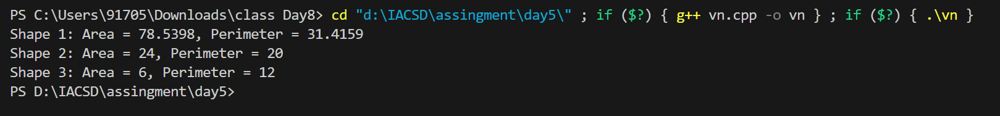 PS C:\Users\91705\Downloads\class Day8> cd "d:\IACSD\assingment\day5\" ; if ($?) { g++ vn.cpp -o vn } ; if ($?) { .\vn }
Shape 1: Area = 78.5398, Perimeter = 31.4159
Shape 2: Area = 24, Perimeter = 20
Shape 3: Area = 6, Perimeter = 12
PS D:\IACSD\assingment\day5>